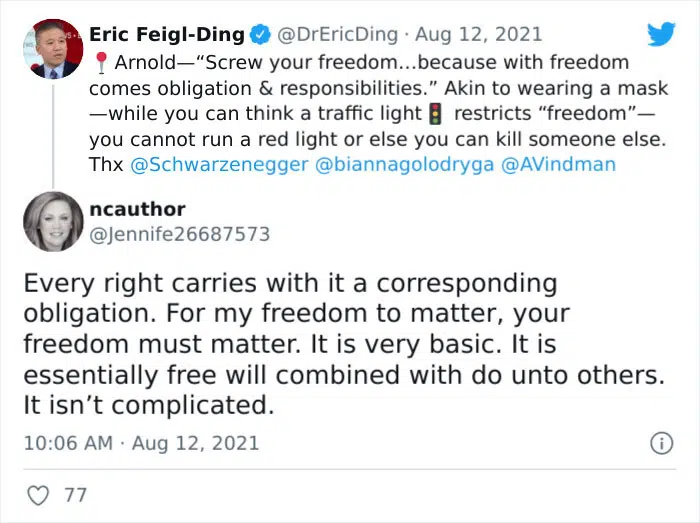 Eric Feigl-Ding @DrEricDing · Aug 12, 2021
📍Arnold—“Screw your freedom…because with freedom
comes obligation & responsibilities.” Akin to wearing a mask
—while you can think a traffic light🚦 restricts “freedom”—
you cannot run a red light or else you can kill someone else.
Thx @Schwarzenegger @biannagolodryga @AVindman
ncauthor
@Jennife26687573
Every right carries with it a corresponding
obligation. For my freedom to matter, your
freedom must matter. It is very basic. It is
essentially free will combined with do unto others.
It isn’t complicated.
10:06 AM · Aug 12, 2021
77